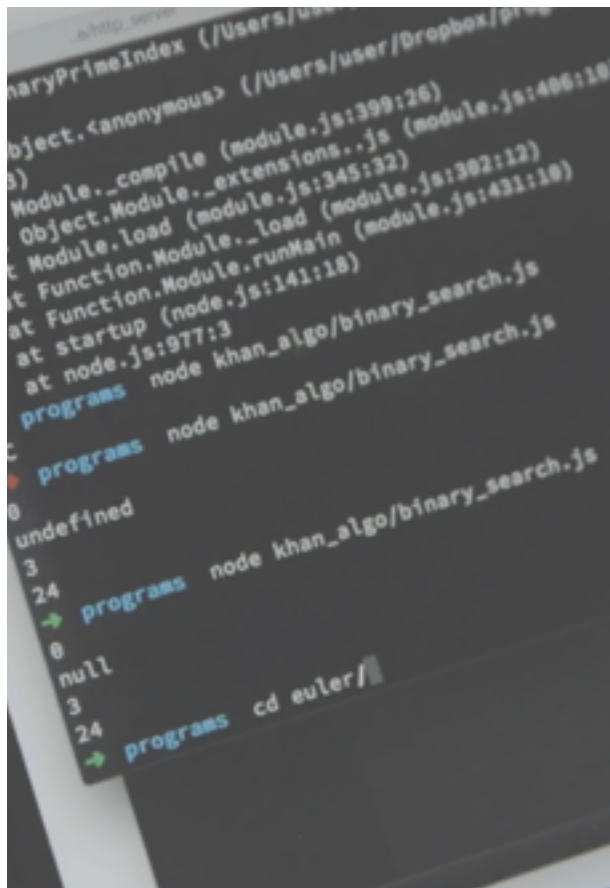 ..e/http_server
naryPrimeIndex (/Users/user/
bject.<anonymous> (/Users/user/Dropbox/prog
3)
Module._compile (module.js:399:26)
Object.Module._extensions..js (module.js:406:10)
t Module.load (module.js:345:32)
at Function.Module._load (module.js:302:12)
at Function.Module.runMain (module.js:431:10)
at startup (node.js:141:18)
at node.js:977:3
programs node khan_algo/binary_search.js
C
➜ programs node khan_algo/binary_search.js
0
undefined
3
24
➜ programs node khan_algo/binary_search.js
0
null
3
24
➜ programs cd euler/